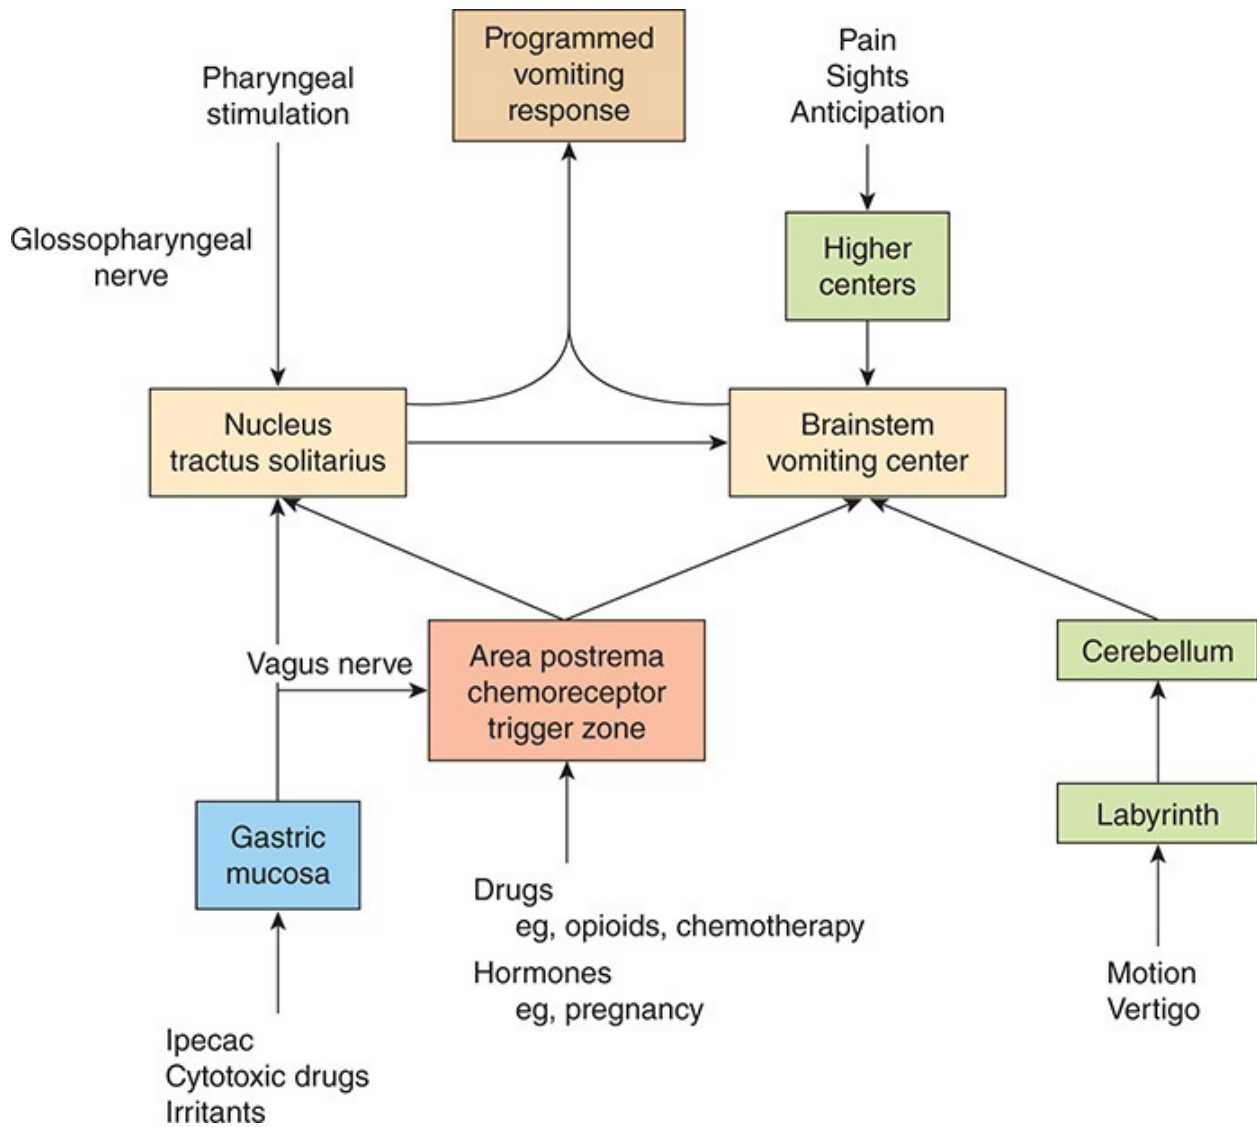 Programmed
vomiting
response
Pharyngeal
stimulation
Pain
Sights
Anticipation
Glossopharyngeal
nerve
Higher
centers
Nucleus
tractus solitarius
Brainstem
vomiting center
Vagus nerve
Area postrema
chemoreceptor
trigger zone
Cerebellum
Gastric
mucosa
Labyrinth
Drugs
eg, opioids, chemotherapy
Hormones
eg, pregnancy
Motion
Vertigo
Ipecac
Cytotoxic drugs
Irritants